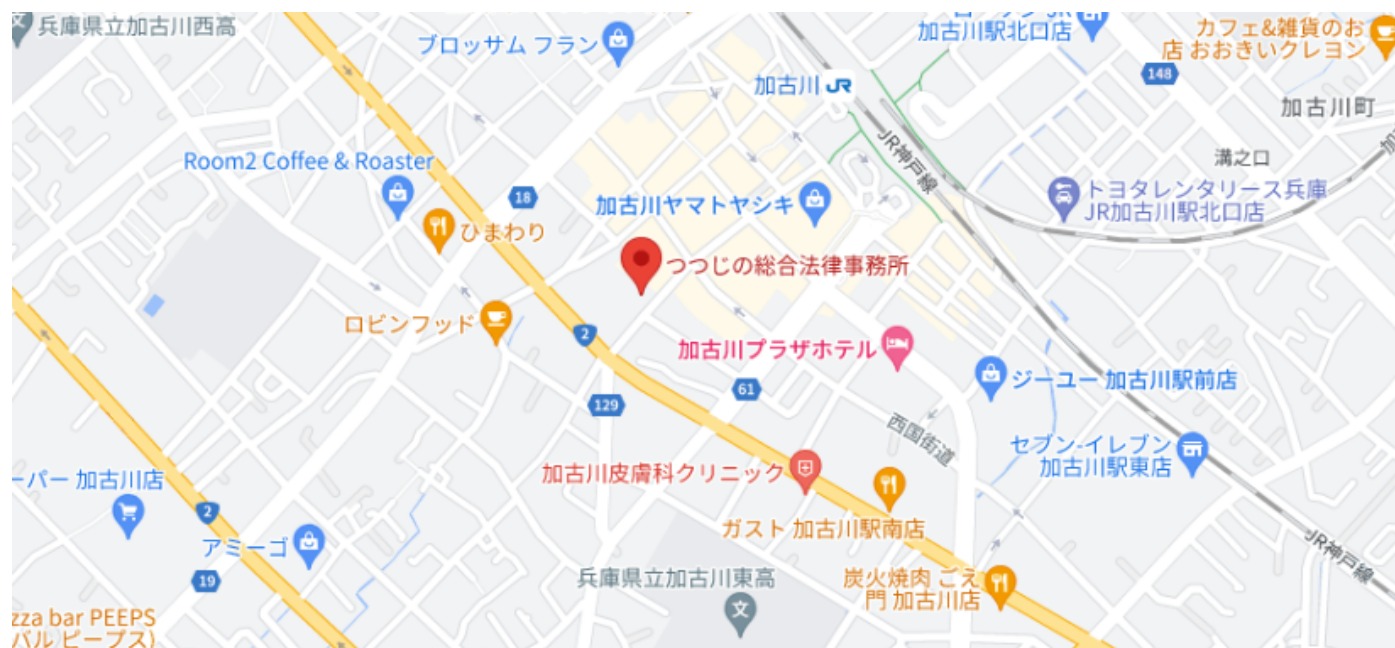 兵庫県立加古川西高
ブロッサム フラン
加古川駅北口店
カフェ&雑貨のお
店 おおきいクレヨン
加古川 JR
148
加古川町
JR神戸線
溝之口
Room2 Coffee & Roaster
18
加古川ヤマトヤシキ
トヨタレンタリース兵庫
JR加古川駅北口店
ひまわり
つつじの総合法律事務所
ロビンフッド
2
加古川プラザホテル
61
129
ジーユー 加古川駅前店
西国街道
セブン-イレブン
加古川駅東店
加古川皮膚科クリニック
ーパー 加古川店
2
ガスト 加古川駅南店
アミーゴ
19
兵庫県立加古川東高
炭火焼肉 ごえ
門 加古川店
JR神戸線
zza bar PEEPS
バル ピープス)